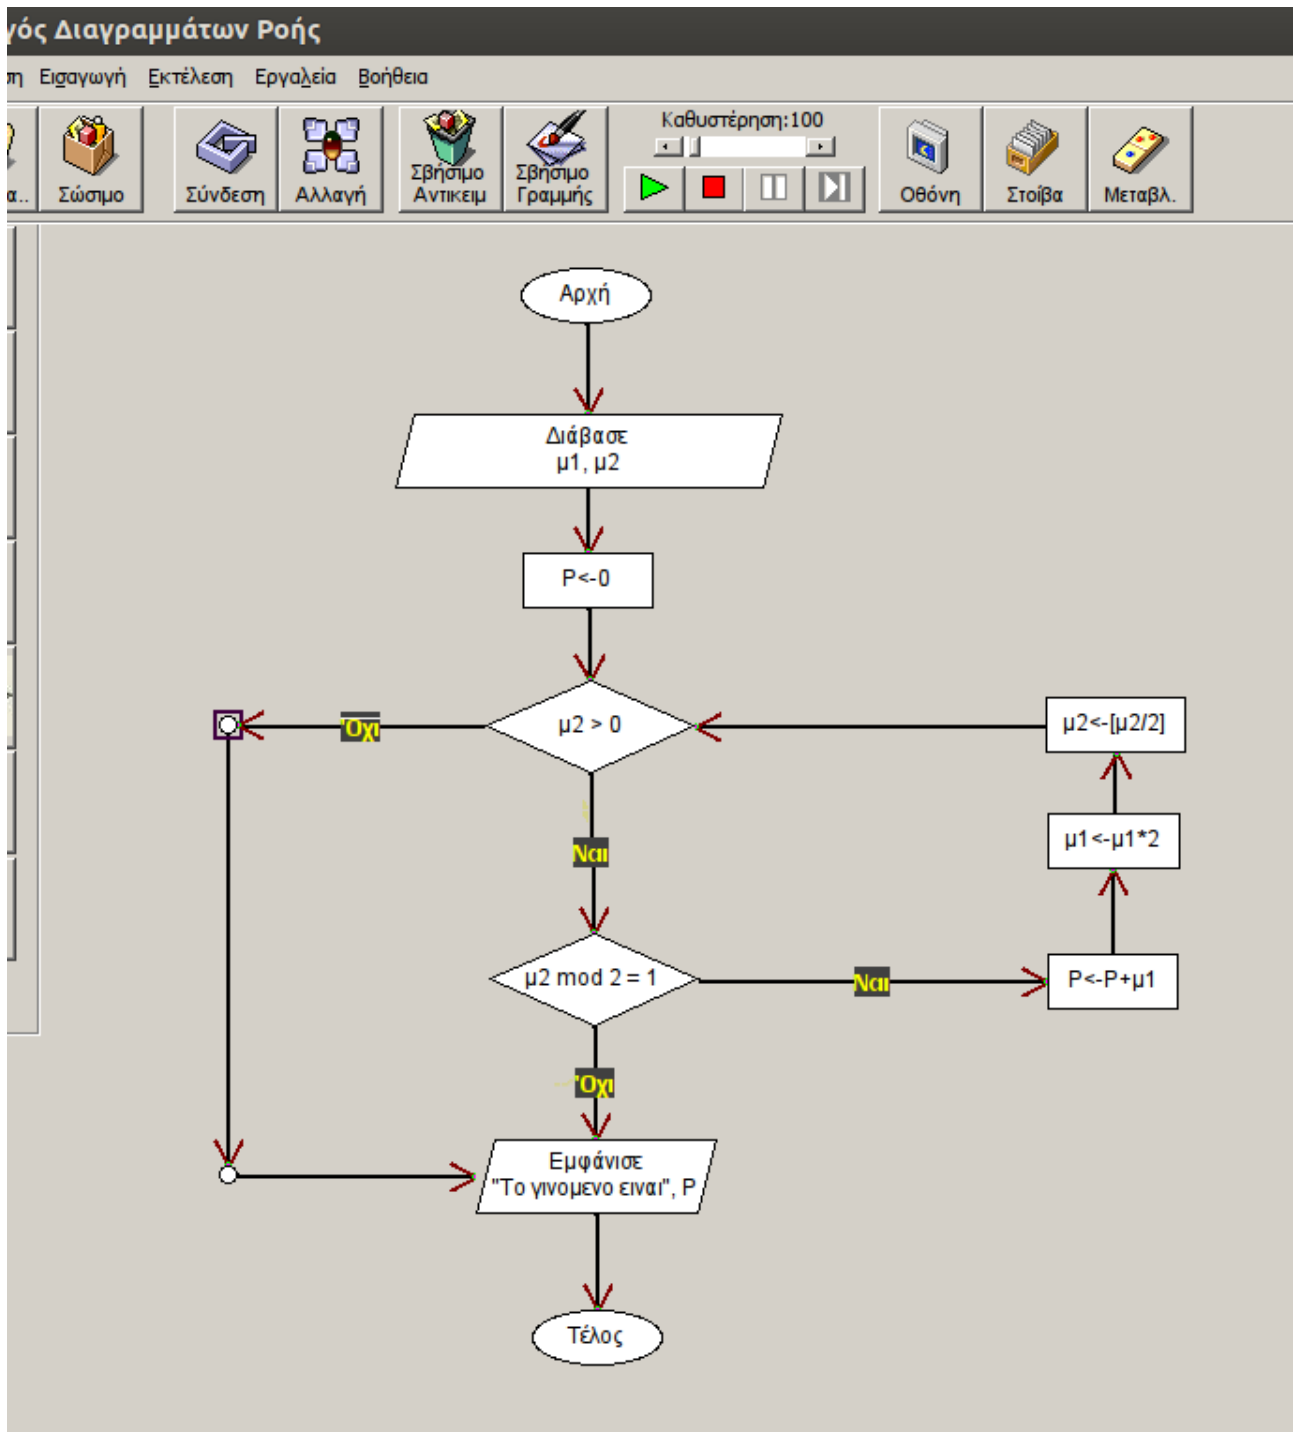 γός Διαγραμμάτων Ροής
ση Εισαγωγή Εκτέλεση Εργαλεία Βοήθεια
α.. Σώσιμο Σύνδεση Αλλαγή Σβήσιμο Αντικειμ Σβήσιμο Γραμμής Καθυστέρηση:100 Οθόνη Στοίβα Μεταβλ.
Αρχή
Διάβασε
μ1, μ2
P<-0
μ2 > 0
Όχι
Ναι
μ2<-[μ2/2]
μ1<-μ1*2
μ2 mod 2 = 1
Ναι
P<-P+μ1
Όχι
Εμφάνισε
"Το γινομενο ειναι", P
Τέλος